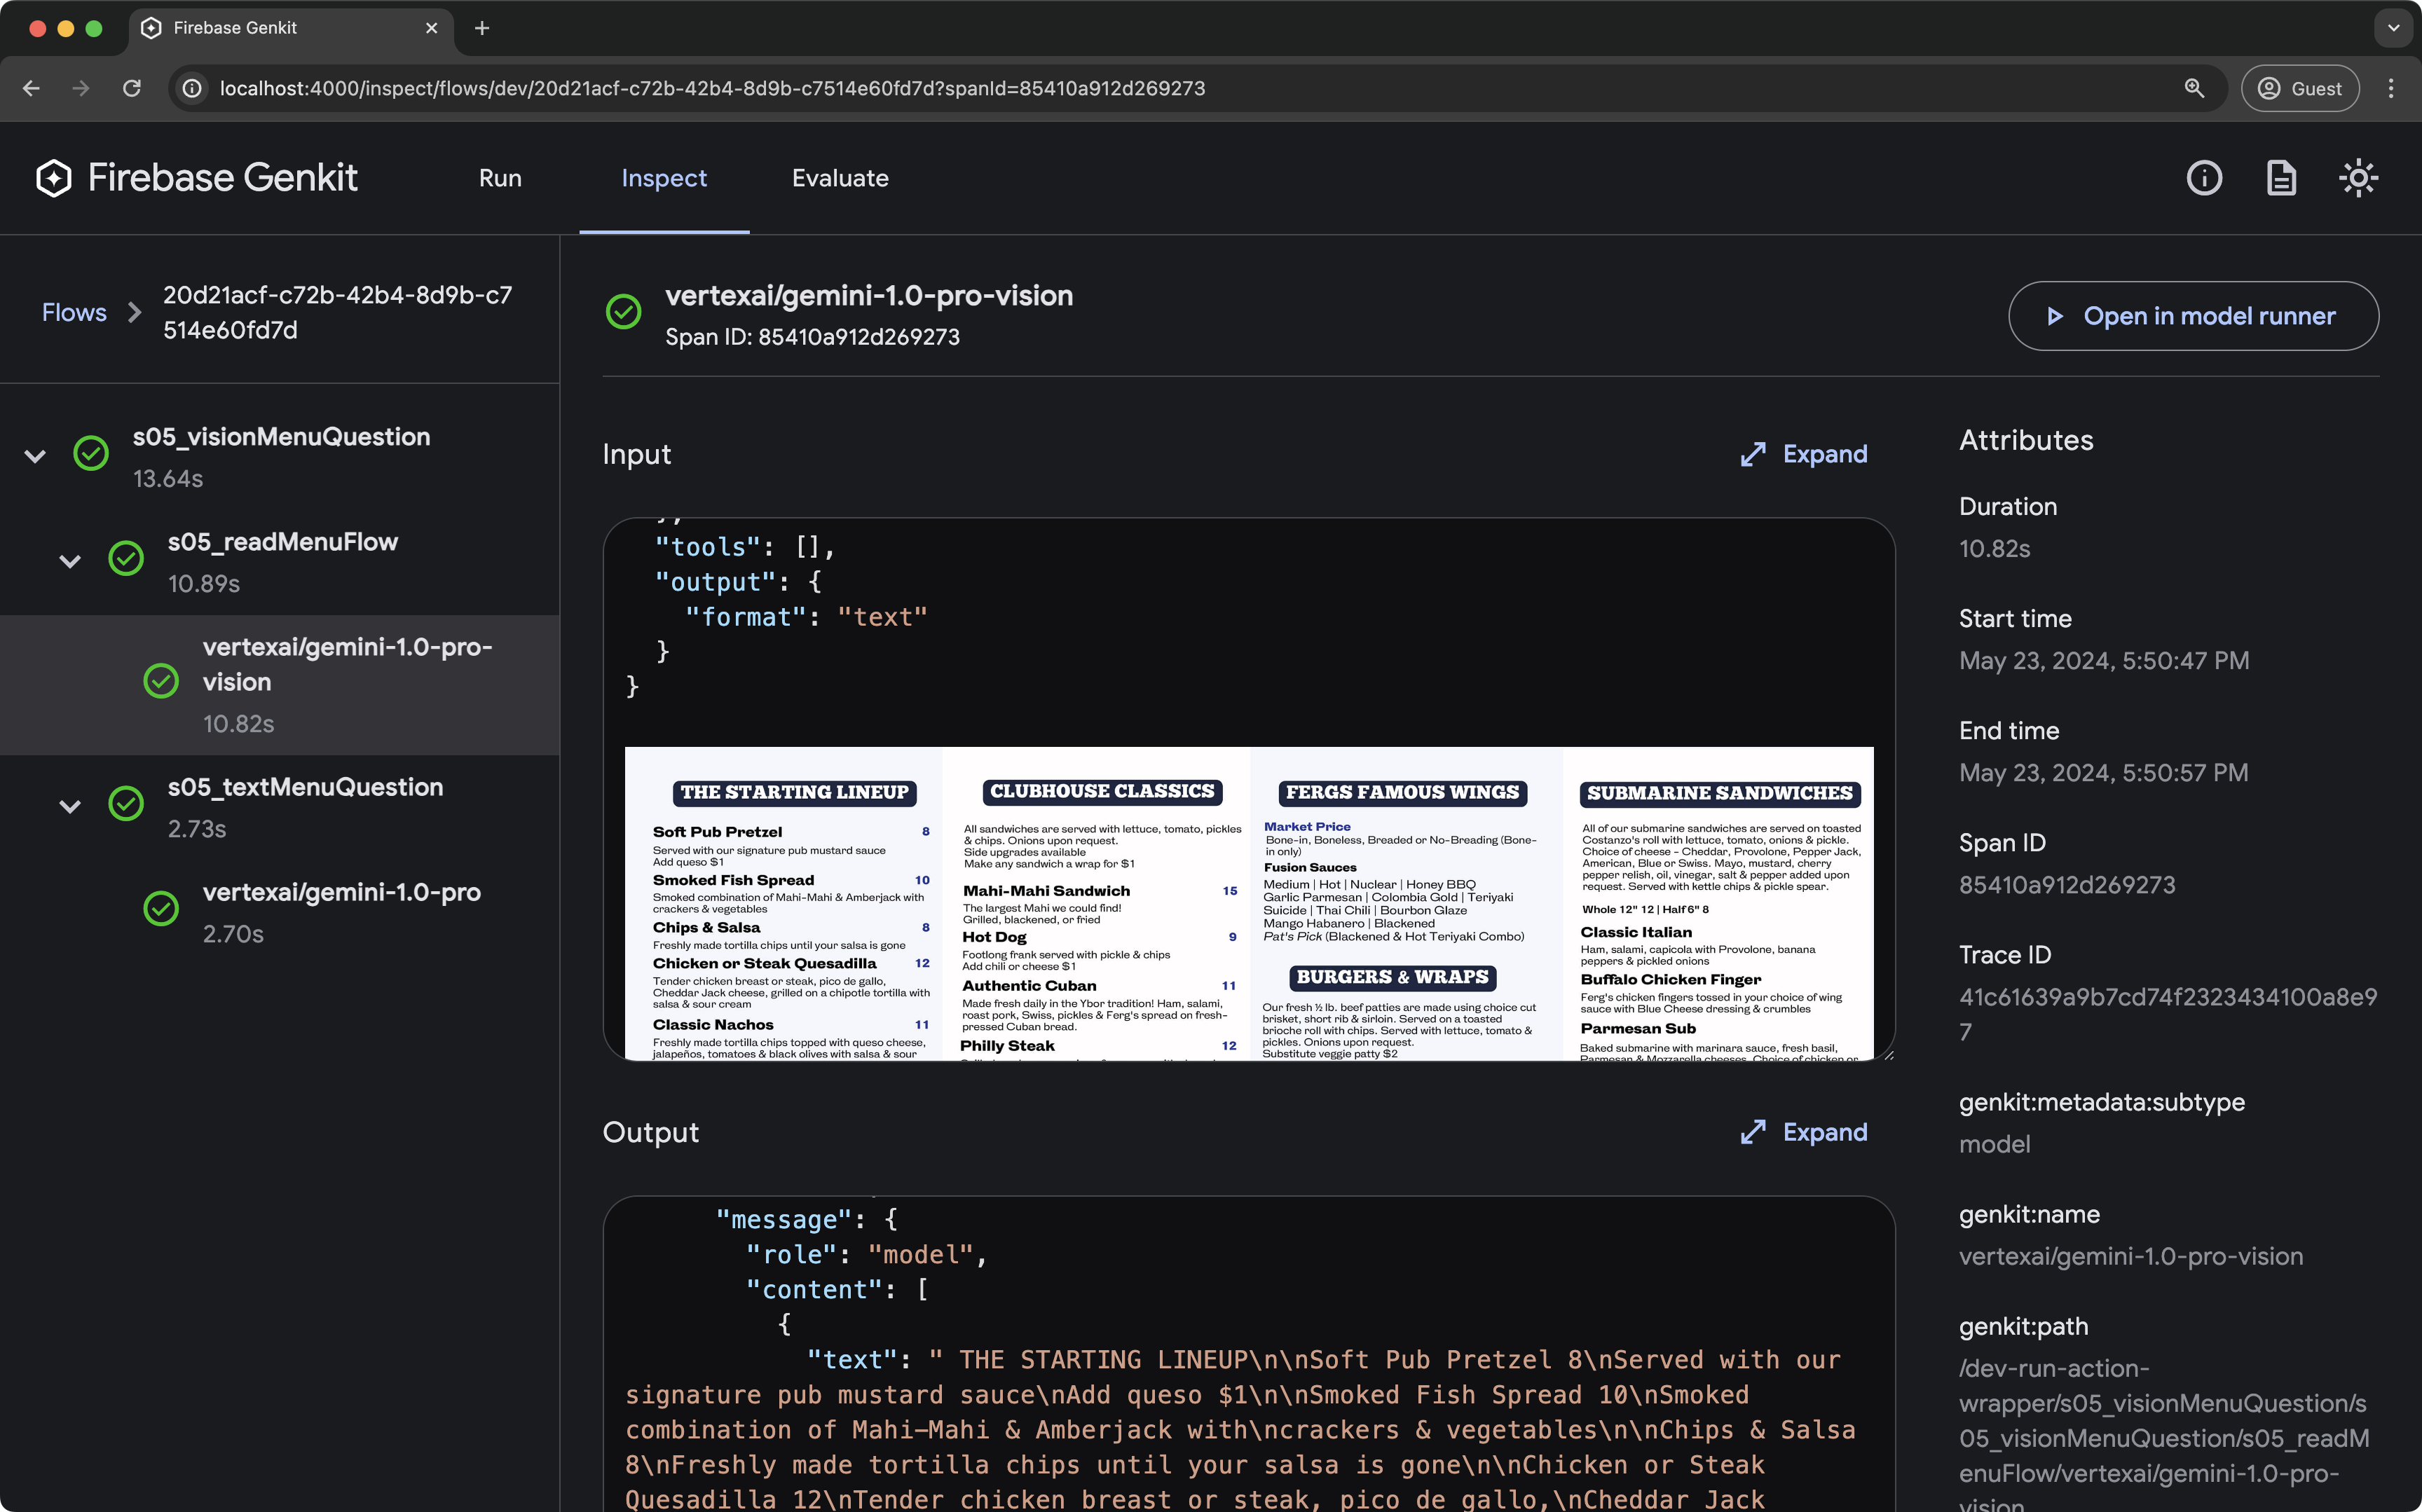 Firebase Genkit
localhost:4000/inspect/flows/dev/20d21acf-c72b-42b4-8d9b-c7514e60fd7d?spanId=85410a912d269273
Guest
Firebase Genkit
Run
Inspect
Evaluate
Flows
20d21acf-c72b-42b4-8d9b-c7
514e60fd7d
s05_visionMenuQuestion
13.64s
s05_readMenuFlow
10.89s
vertexai/gemini-1.0-pro-
vision
10.82s
s05_textMenuQuestion
2.73s
vertexai/gemini-1.0-pro
2.70s
vertexai/gemini-1.0-pro-vision
Span ID: 85410a912d269273
Open in model runner
Input
Expand
},
"tools": [],
"output": {
"format": "text"
}
}
THE STARTING LINEUP
Soft Pub Pretzel 8
Served with our signature pub mustard sauce
Add queso $1
Smoked Fish Spread 10
Smoked combination of Mahi-Mahi & Amberjack with
crackers & vegetables
Chips & Salsa 8
Freshly made tortilla chips until your salsa is gone
Chicken or Steak Quesadilla 12
Tender chicken breast or steak, pico de gallo,
Cheddar Jack cheese, grilled on a chipotle tortilla with
salsa & sour cream
Classic Nachos 11
Freshly made tortilla chips topped with queso cheese,
jalapeños, tomatoes & black olives with salsa & sour
CLUBHOUSE CLASSICS
All sandwiches are served with lettuce, tomato, pickles
& chips. Onions upon request.
Side upgrades available
Make any sandwich a wrap for $1
Mahi-Mahi Sandwich 15
The largest Mahi we could find!
Grilled, blackened, or fried
Hot Dog 9
Footlong frank served with pickle & chips
Add chili or cheese $1
Authentic Cuban 11
Made fresh daily in the Ybor tradition! Ham, salami,
roast pork, Swiss, pickles & Ferg's spread on fresh-
pressed Cuban bread.
Philly Steak 12
FERGS FAMOUS WINGS
Market Price
Bone-in, Boneless, Breaded or No-Breading (Bone-
in only)
Fusion Sauces
Medium | Hot | Nuclear | Honey BBQ
Garlic Parmesan | Colombia Gold | Teriyaki
Suicide | Thai Chili | Bourbon Glaze
Mango Habanero | Blackened
Pat's Pick (Blackened & Hot Teriyaki Combo)
BURGERS & WRAPS
Our fresh ½ lb. beef patties are made using choice cut
brisket, short rib & sirloin. Served on a toasted
brioche roll with chips. Served with lettuce, tomato &
pickles. Onions upon request.
Substitute veggie patty $2
SUBMARINE SANDWICHES
All of our submarine sandwiches are served on toasted
Costanzo's roll with lettuce, tomato, onions & pickle.
Choice of cheese - Cheddar, Provolone, Pepper Jack,
American, Blue or Swiss. Mayo, mustard, cherry
pepper relish, oil, vinegar, salt & pepper added upon
request. Served with kettle chips & pickle spear.
Whole 12" 12 | Half 6" 8
Classic Italian
Ham, salami, capicola with Provolone, banana
peppers & pickled onions
Buffalo Chicken Finger
Ferg's chicken fingers tossed in your choice of wing
sauce with Blue Cheese dressing & crumbles
Parmesan Sub
Baked submarine with marinara sauce, fresh basil,
Parmesan & Mozzarella cheeses. Choice of chicken or
Output
Expand
"message": {
"role": "model",
"content": [
{
"text": " THE STARTING LINEUP\n\nSoft Pub Pretzel 8\nServed with our
signature pub mustard sauce\nAdd queso $1\n\nSmoked Fish Spread 10\nSmoked
combination of Mahi-Mahi & Amberjack with\ncrackers & vegetables\n\nChips & Salsa
8\nFreshly made tortilla chips until your salsa is gone\n\nChicken or Steak
Quesadilla 12\nTender chicken breast or steak, pico de gallo,\nCheddar Jack
Attributes
Duration
10.82s
Start time
May 23, 2024, 5:50:47 PM
End time
May 23, 2024, 5:50:57 PM
Span ID
85410a912d269273
Trace ID
41c61639a9b7cd74f2323434100a8e9
7
genkit:metadata:subtype
model
genkit:name
vertexai/gemini-1.0-pro-vision
genkit:path
/dev-run-action-
wrapper/s05_visionMenuQuestion/s
05_visionMenuQuestion/s05_readM
enuFlow/vertexai/gemini-1.0-pro-
vision